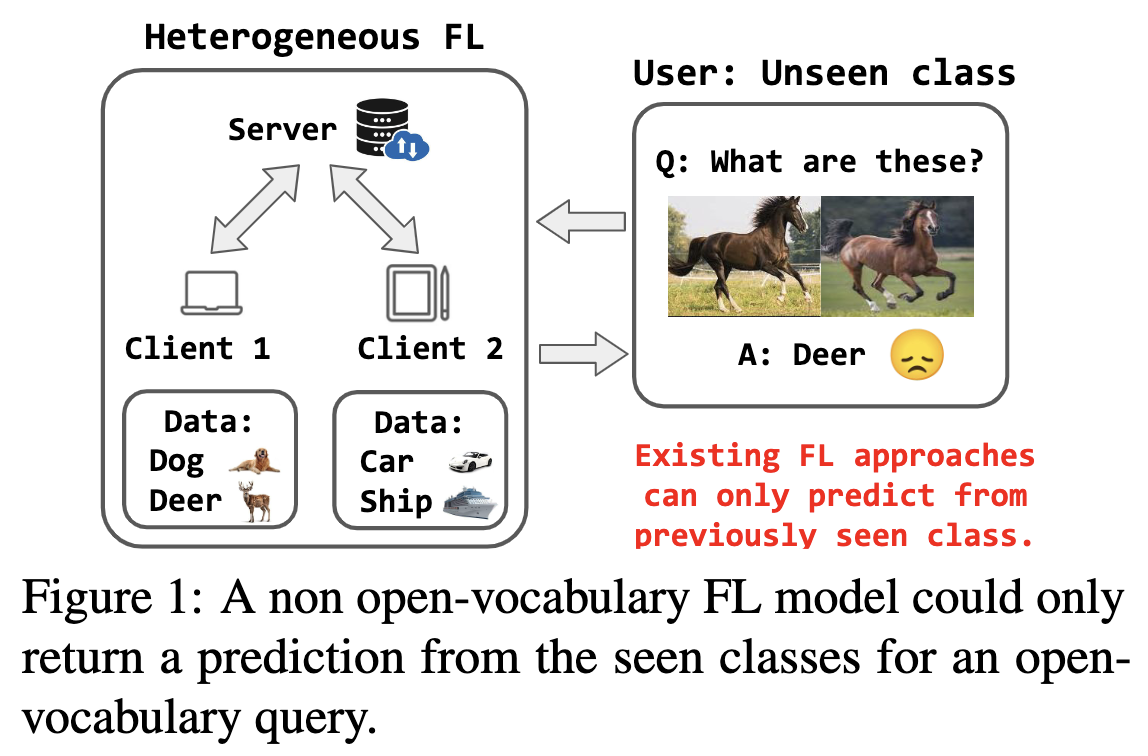 Heterogeneous FL
Server
Client 1
Client 2
Data:
Dog
Deer
Data:
Car
Ship
User: Unseen class
Q: What are these?
A: Deer
Existing FL approaches
can only predict from
previously seen class.
Figure 1: A non open-vocabulary FL model could only
return a prediction from the seen classes for an open-
vocabulary query.